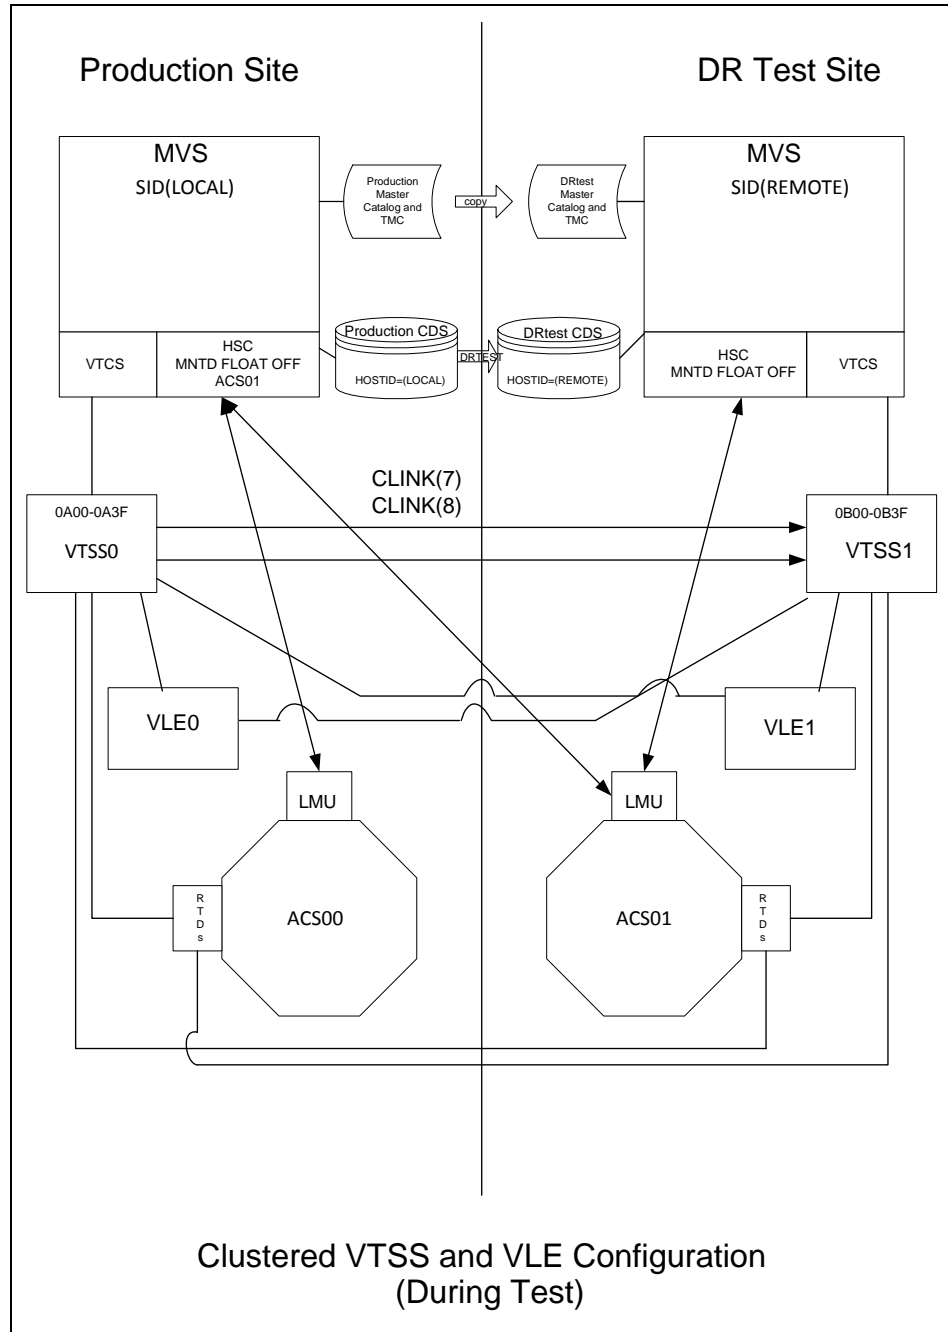 Production Site
DR Test Site
MVS
SID(LOCAL)
Production
Master
Catalog and
TMC
copy
DRtest
Master
Catalog and
TMC
MVS
SID(REMOTE)
VTCS
HSC
MNTD FLOAT OFF
ACS01
Production CDS
HOSTID=(LOCAL)
DRTEST
DRtest CDS
HOSTID=(REMOTE)
HSC
MNTD FLOAT OFF
VTCS
CLINK(7)
CLINK(8)
0A00-0A3F
VTSS0
0B00-0B3F
VTSS1
VLE0
VLE1
LMU
LMU
R
T
D
s
ACS00
ACS01
R
T
D
s
Clustered VTSS and VLE Configuration
(During Test)